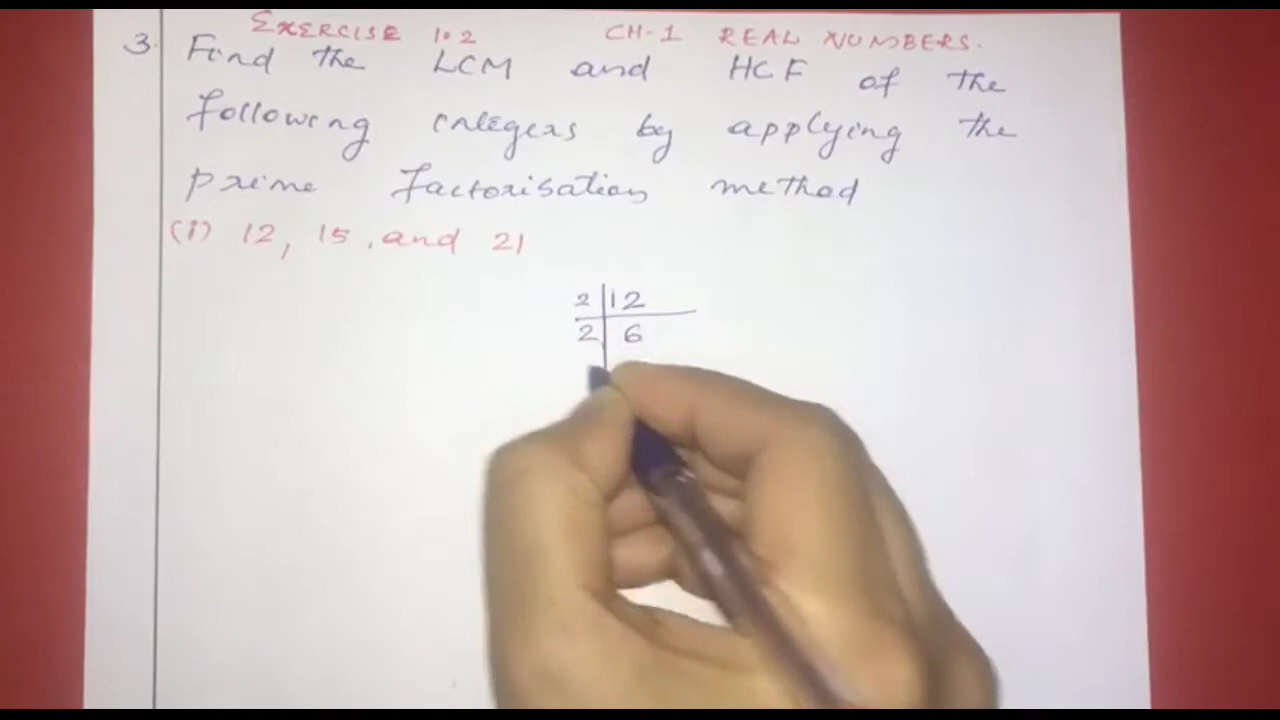 EXERCISE 1.2 CH-1 REAL NUMBERS.
3. Find the LCM and HCF of the
following integers by applying the
prime factorisation method
(i) 12, 15, and 21
2 12
2 6